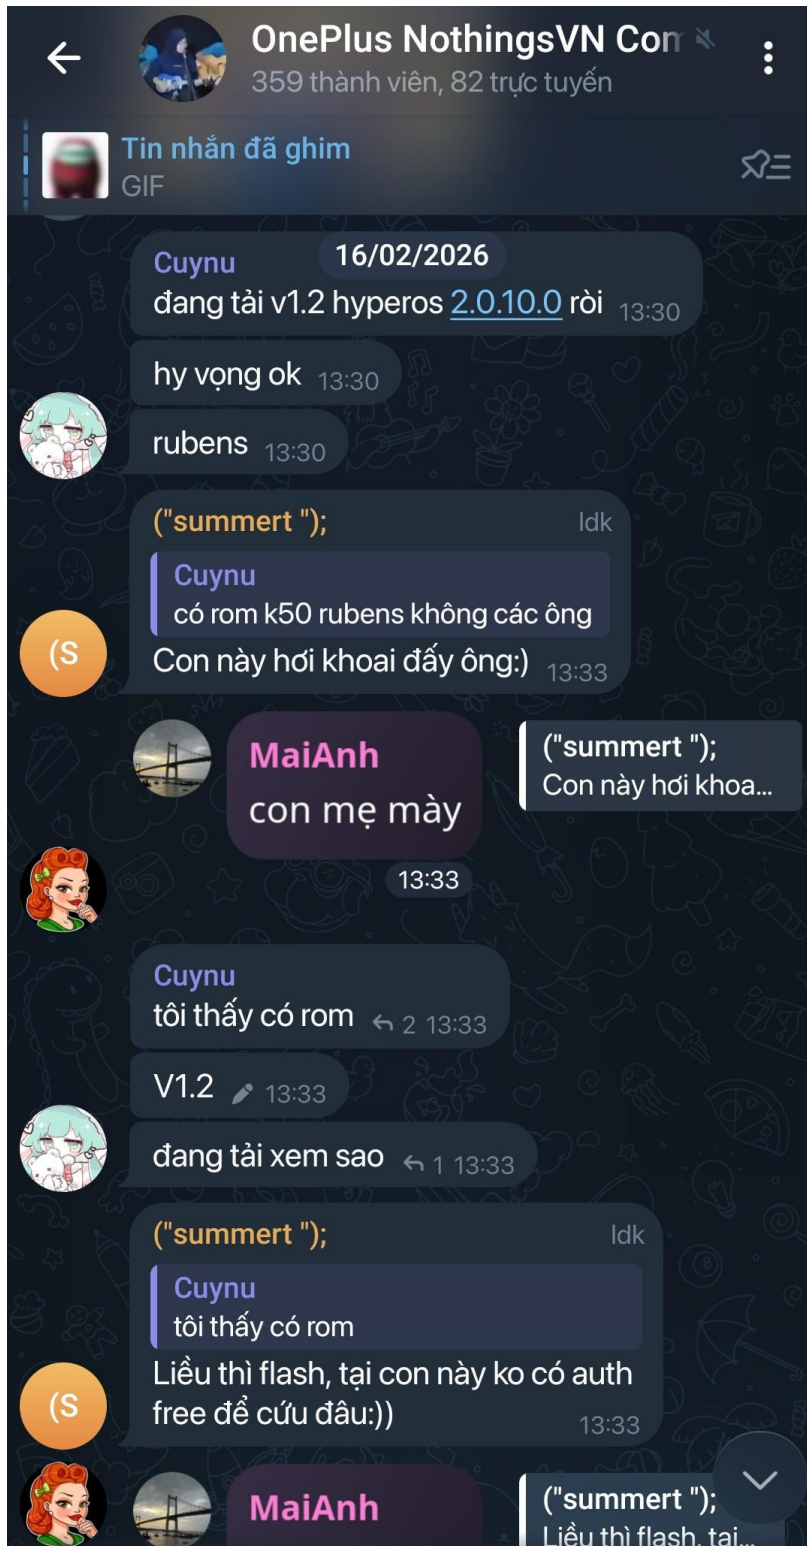 OnePlus NothingsVN Com
359 thành viên, 82 trực tuyến
Tin nhắn đã ghim
GIF
16/02/2026
Cuynu
đang tải v1.2 hyperos 2.0.10.0 ròi 13:30
hy vọng ok 13:30
rubens 13:30
("summert "); ldk
Cuynu
có rom k50 rubens không các ông
(S
Con này hơi khoai đấy ông:) 13:33
MaiAnh
con mẹ mày
("summert ");
Con này hơi khoa...
13:33
Cuynu
tôi thấy có rom 2 13:33
V1.2 13:33
đang tải xem sao 1 13:33
("summert "); ldk
Cuynu
tôi thấy có rom
Liều thì flash, tại con này ko có auth
free để cứu đâu:)) 13:33
(S
MaiAnh
("summert ");
Liều thì flash, tại...